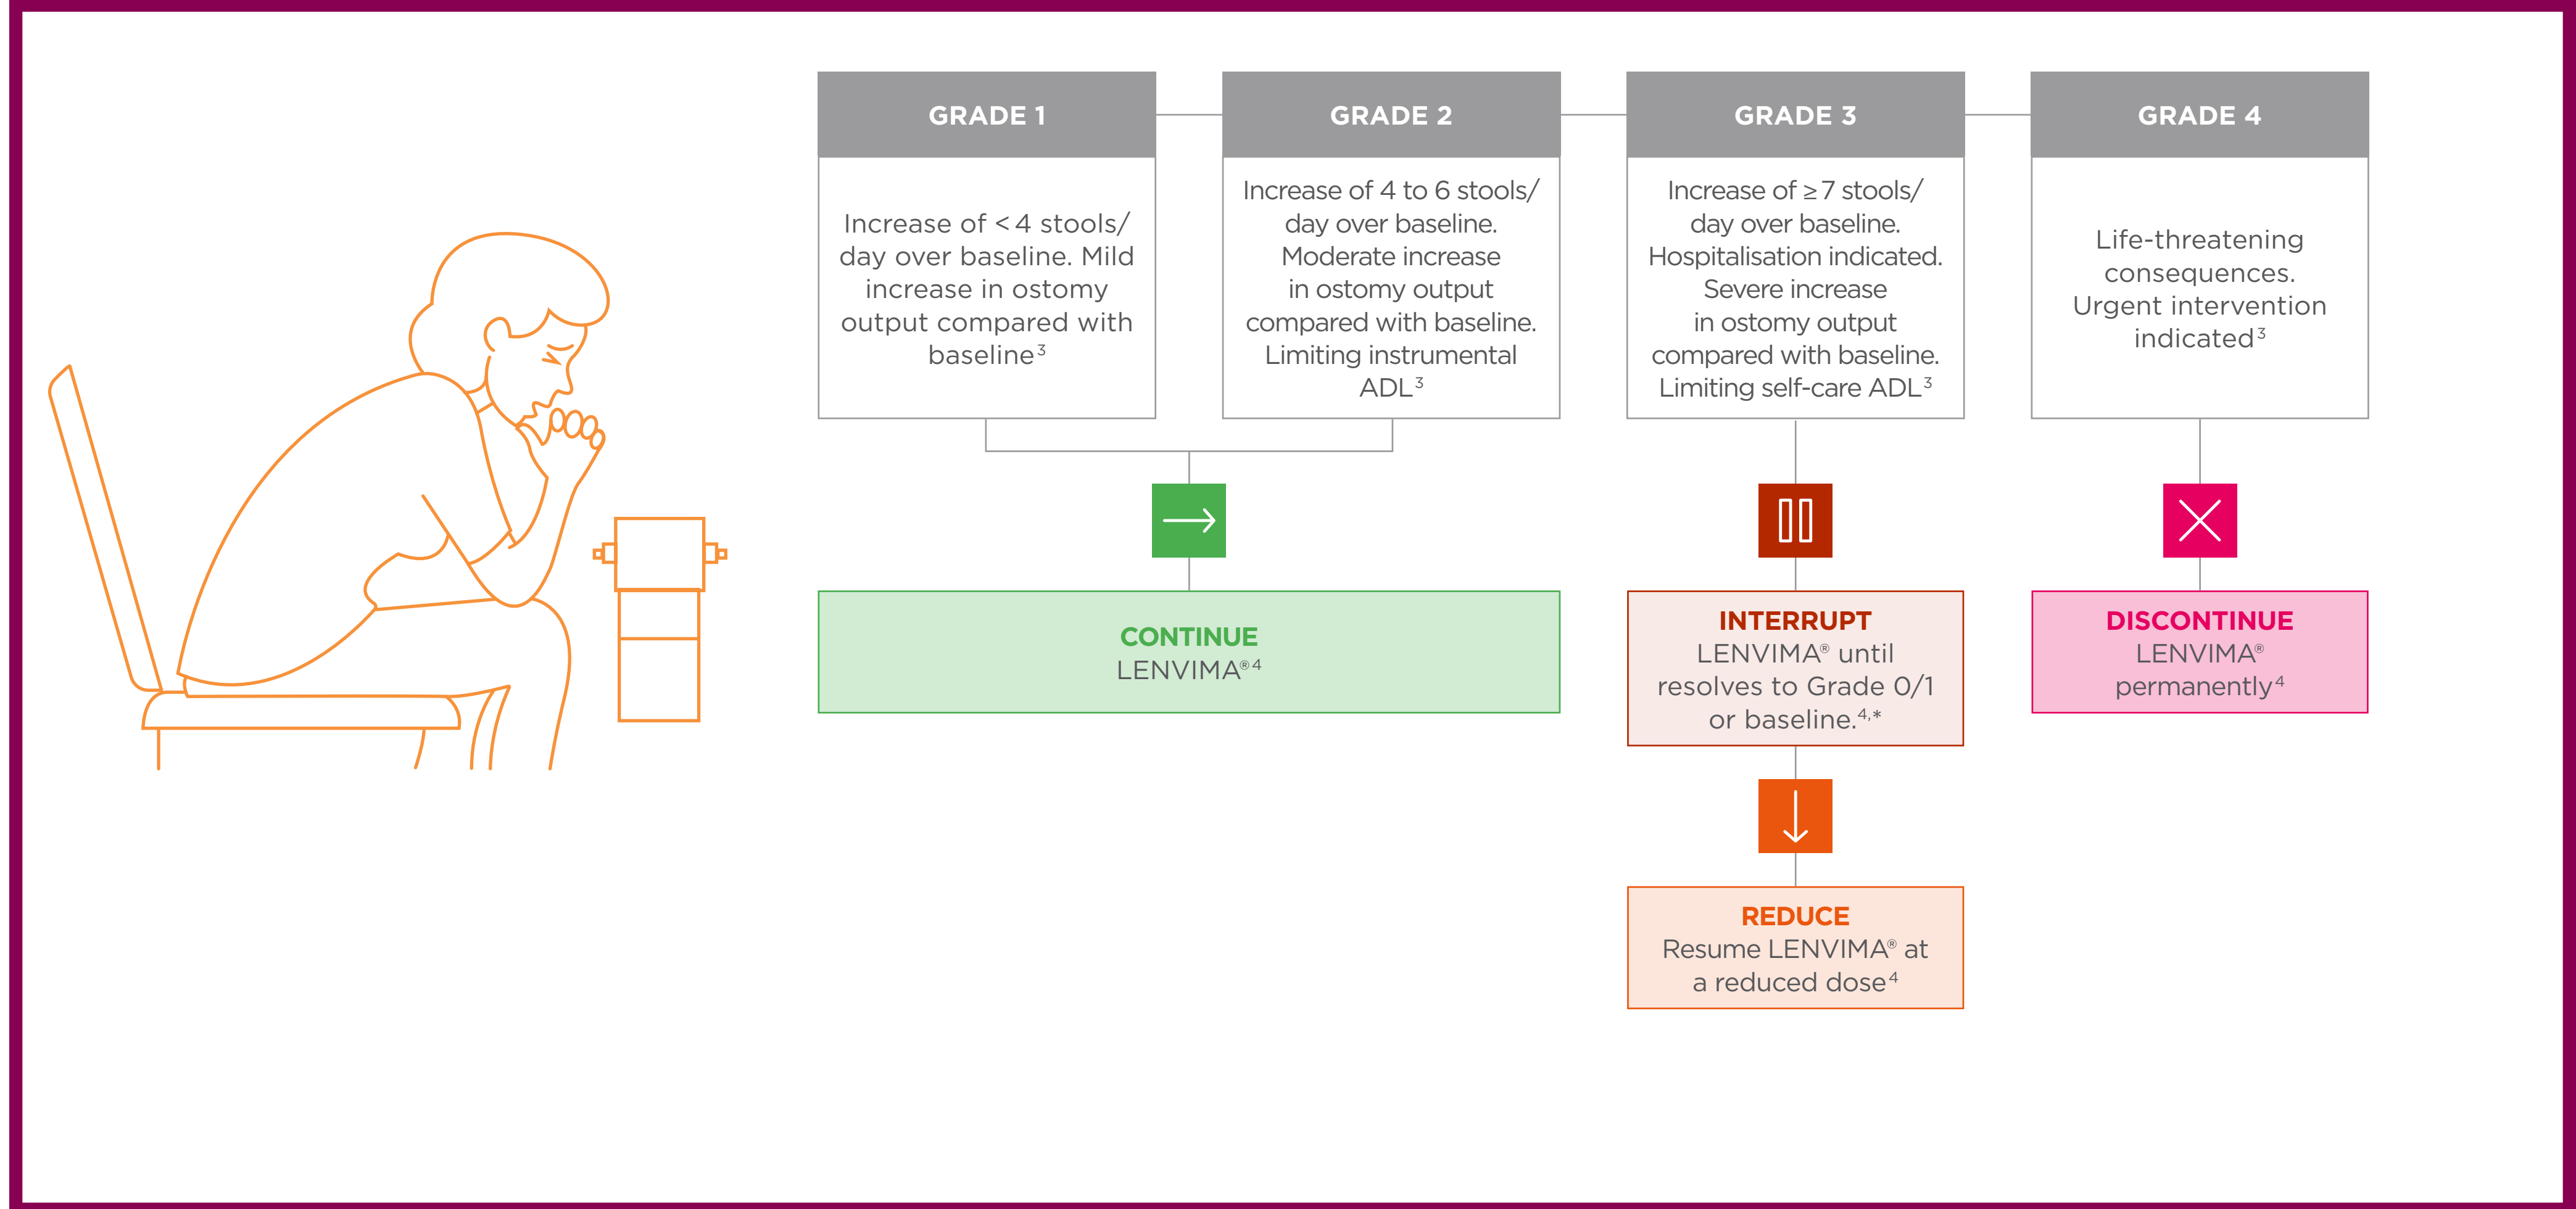 GRADE 1
Increase of < 4 stools/
day over baseline. Mild
increase in ostomy
output compared with
baseline³
GRADE 2
Increase of 4 to 6 stools/
day over baseline.
Moderate increase
in ostomy output
compared with baseline.
Limiting instrumental
ADL³
GRADE 3
Increase of ≥ 7 stools/
day over baseline.
Hospitalisation indicated.
Severe increase
in ostomy output
compared with baseline.
Limiting self-care ADL³
GRADE 4
Life-threatening
consequences.
Urgent intervention
indicated³
CONTINUE
LENVIMA®⁴
INTERRUPT
LENVIMA® until
resolves to Grade 0/1
or baseline.⁴,*
REDUCE
Resume LENVIMA® at
a reduced dose⁴
DISCONTINUE
LENVIMA®
permanently⁴